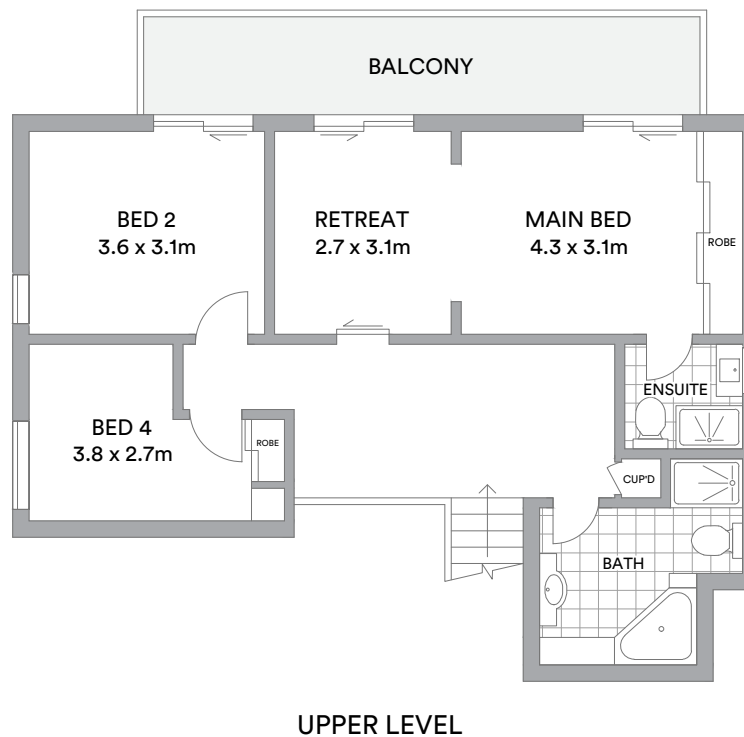 BALCONY
BED 2
3.6 x 3.1m
RETREAT
2.7 x 3.1m
MAIN BED
4.3 x 3.1m
ROBE
ENSUITE
BED 4
3.8 x 2.7m
ROBE
CUP'D
BATH
UPPER LEVEL